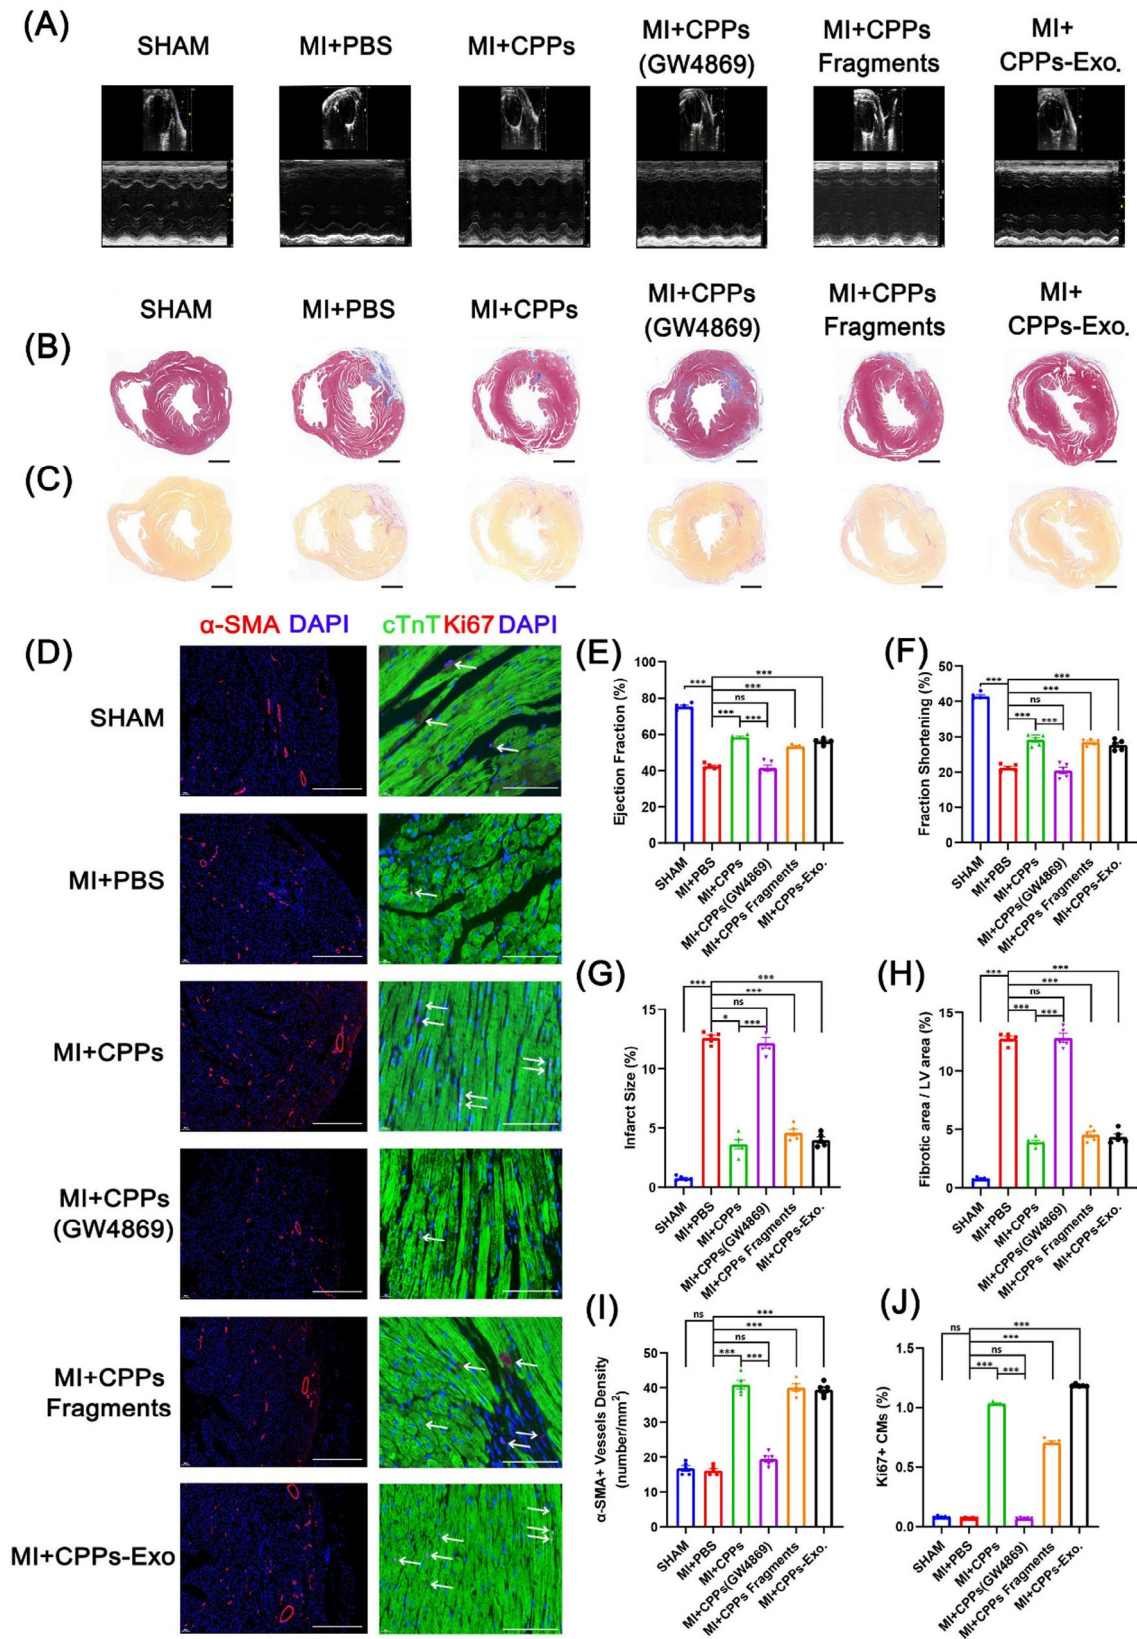 (A)
SHAM
MI+PBS
MI+CPPs
MI+CPPs
(GW4869)
MI+CPPs
Fragments
MI+
CPPs-Exo.
SHAM
MI+PBS
MI+CPPs
MI+CPPs
(GW4869)
MI+CPPs
Fragments
MI+
CPPs-Exo.
(B)
(C)
(D)
α-SMA DAPI
cTnT Ki67 DAPI
SHAM
MI+PBS
MI+CPPs
MI+CPPs
(GW4869)
MI+CPPs
Fragments
MI+CPPs-Exo
(E)
Ejection Fraction (%)
100
80
60
40
20
0
***
***
***
ns
***
***
SHAM
MI+PBS
MI+CPPs
MI+CPPs(GW4869)
MI+CPPs Fragments
MI+CPPs-Exo.
(F)
Fraction Shortening (%)
50
40
30
20
10
0
***
***
***
ns
***
***
SHAM
MI+PBS
MI+CPPs
MI+CPPs(GW4869)
MI+CPPs Fragments
MI+CPPs-Exo.
(G)
Infarct Size (%)
15
10
5
0
***
***
***
ns
*
***
SHAM
MI+PBS
MI+CPPs
MI+CPPs(GW4869)
MI+CPPs Fragments
MI+CPPs-Exo.
(H)
Fibrotic area / LV area (%)
15
10
5
0
***
***
***
ns
***
***
SHAM
MI+PBS
MI+CPPs
MI+CPPs(GW4869)
MI+CPPs Fragments
MI+CPPs-Exo.
(I)
α-SMA+ Vessels Density
(number/mm²)
50
40
30
20
10
0
ns
***
***
ns
***
***
SHAM
MI+PBS
MI+CPPs
MI+CPPs(GW4869)
MI+CPPs Fragments
MI+CPPs-Exo.
(J)
Ki67+ CMs (%)
1.5
1.0
0.5
0.0
ns
***
***
ns
***
***
SHAM
MI+PBS
MI+CPPs
MI+CPPs(GW4869)
MI+CPPs Fragments
MI+CPPs-Exo.